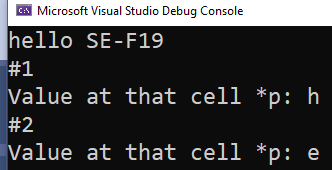 Microsoft Visual Studio Debug Console
hello SE-F19
#1
Value at that cell *p: h
#2
Value at that cell *p: e